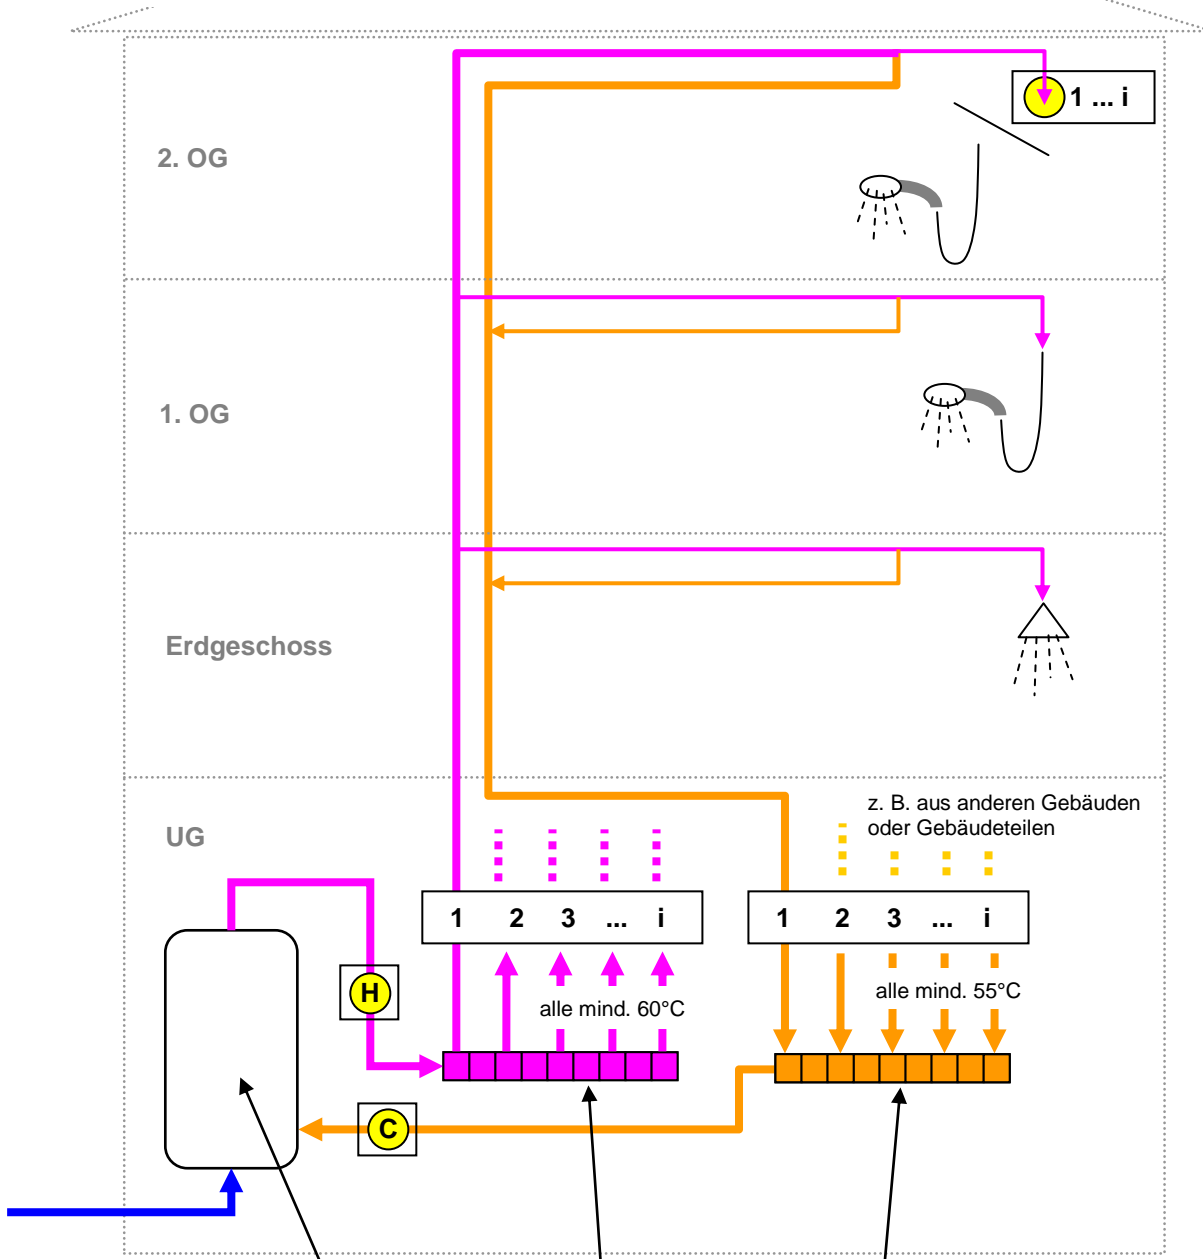 1 ... i
2. OG
1. OG
Erdgeschoss
z. B. aus anderen Gebäuden
oder Gebäudeteilen
UG
1 2 3 ... i
1 2 3 ... i
H
alle mind. 60°C
alle mind. 55°C
C